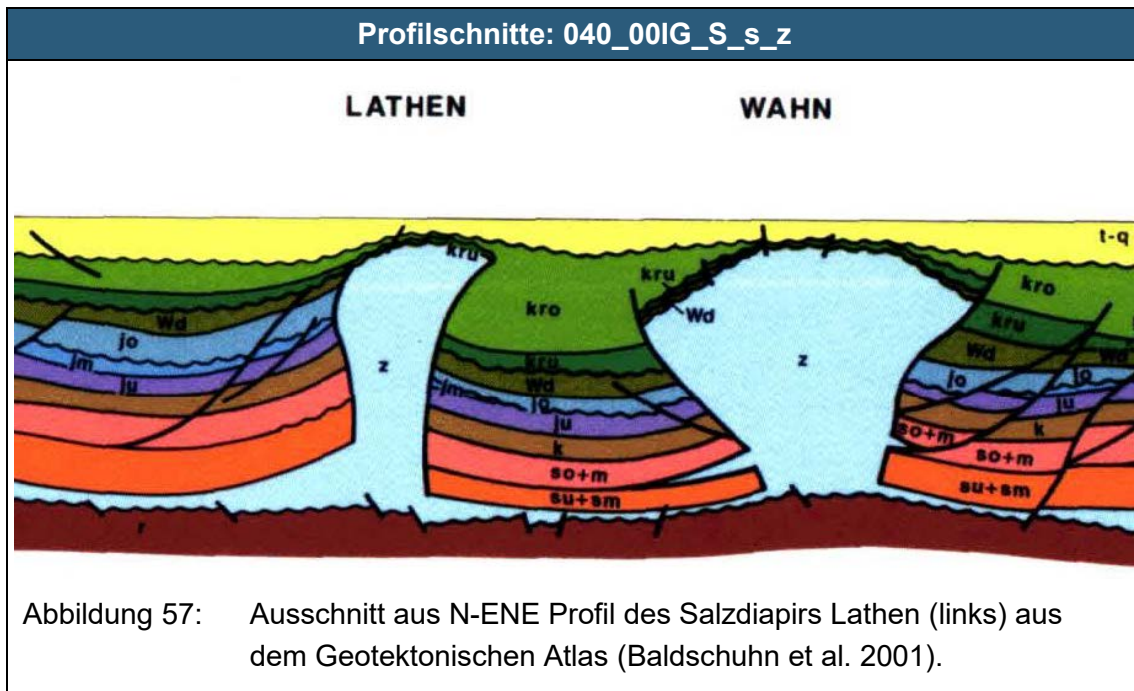 Profilschnitte: 040_00IG_S_s_z
LATHEN WAHN
t-q
kru
kru
kro
kro
Wd
kru
Wd
jo
z
kru
z
Wd
Wd
jm
jm
Wd
jo
jo
jo
ju
ju
ju
k
k
so+m
so+m
so+m
su+sm
su+sm
r
Abbildung 57: Ausschnitt aus N-ENE Profil des Salzdiapirs Lathen (links) aus
dem Geotektonischen Atlas (Baldschuhn et al. 2001).